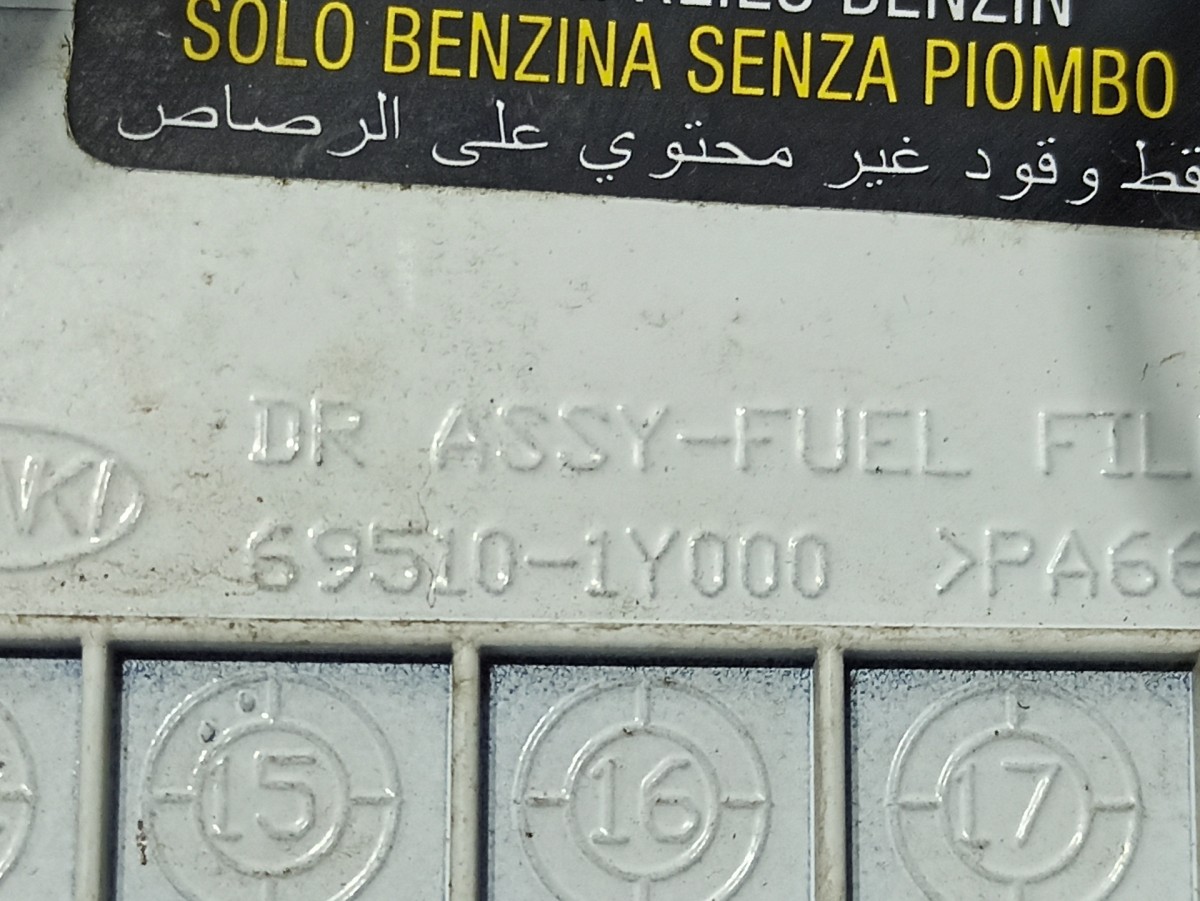 BENZIN
SOLO BENZINA SENZA PIOMBO
وقود غير محتوي على الرصاص
DR ASSY-FUEL FIL
69510-1Y000 >PA66
15
16
17